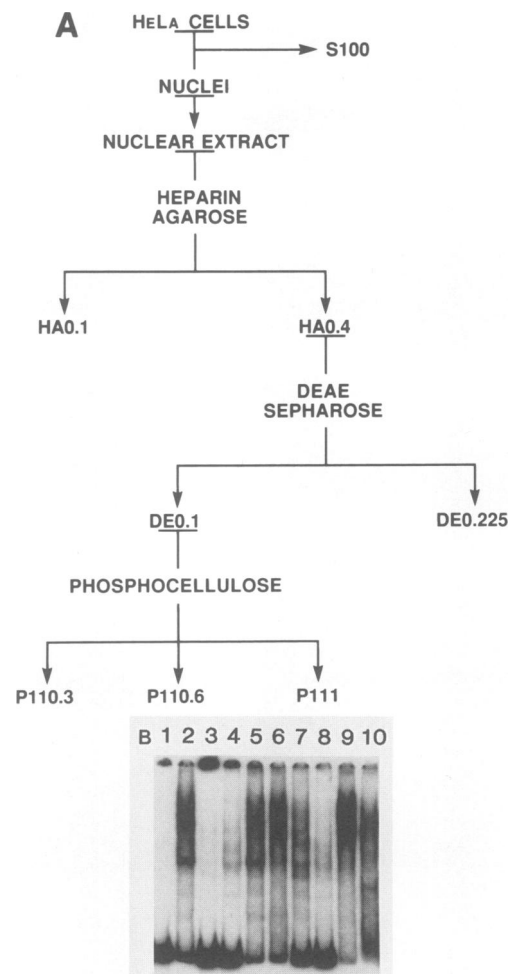 A
HELA CELLS
S100
NUCLEI
NUCLEAR EXTRACT
HEPARIN
AGAROSE
HA0.1 HA0.4
DEAE
SEPHAROSE
DE0.1 DE0.225
PHOSPHOCELLULOSE
P110.3 P110.6 P111
B 1 2 3 4 5 6 7 8 9 10